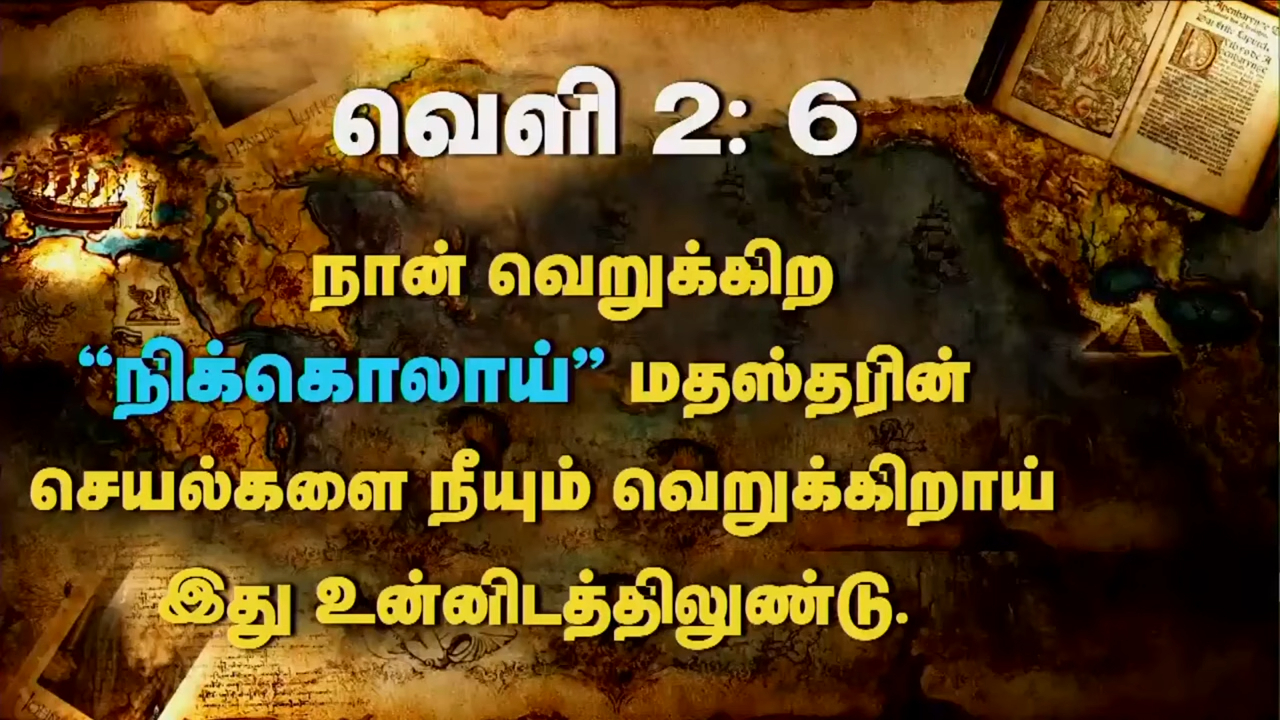 வெளி 2: 6
நான் வெறுக்கிற
“நிக்கொலாய்” மதஸ்தரின்
செயல்களை நீயும் வெறுக்கிறாய்
இது உன்னிடத்திலுண்டு.